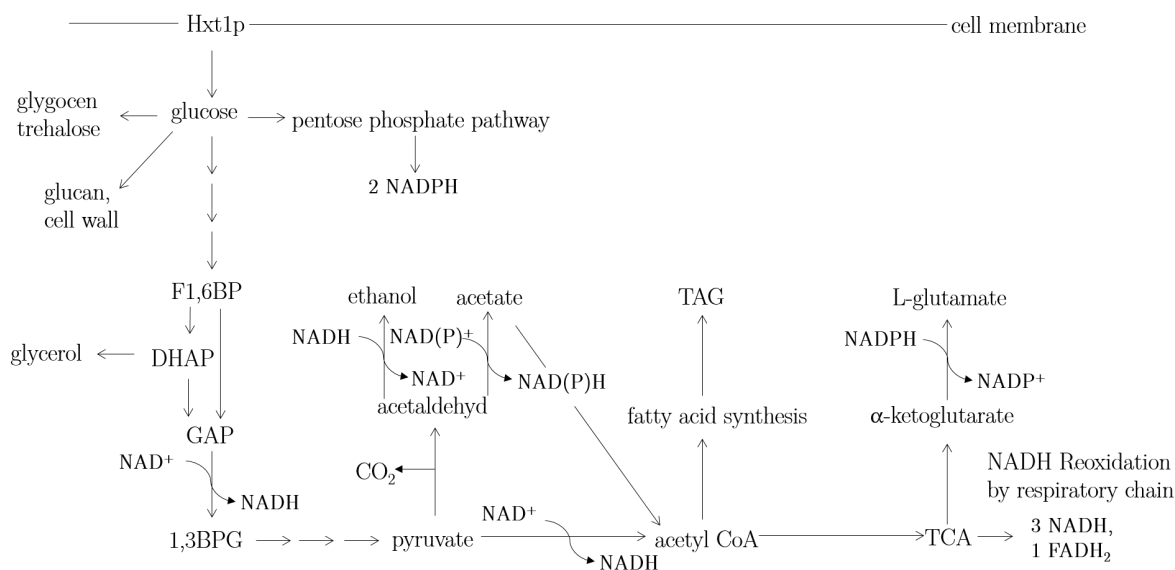 Hxt1p
cell membrane
glygocen
trehalose
glucose
pentose phosphate pathway
2 NADPH
glucan,
cell wall
F1,6BP
ethanol
acetate
TAG
L-glutamate
NADH
NAD(P)⁺
NADPH
glycerol
DHAP
NAD⁺
NAD(P)H
NADP⁺
acetaldehyd
fatty acid synthesis
α-ketoglutarate
GAP
NAD⁺
NADH
CO₂
NADH Reoxidation
by respiratory chain
NAD⁺
NADH
1,3BPG
pyruvate
acetyl CoA
TCA
3 NADH,
1 FADH₂